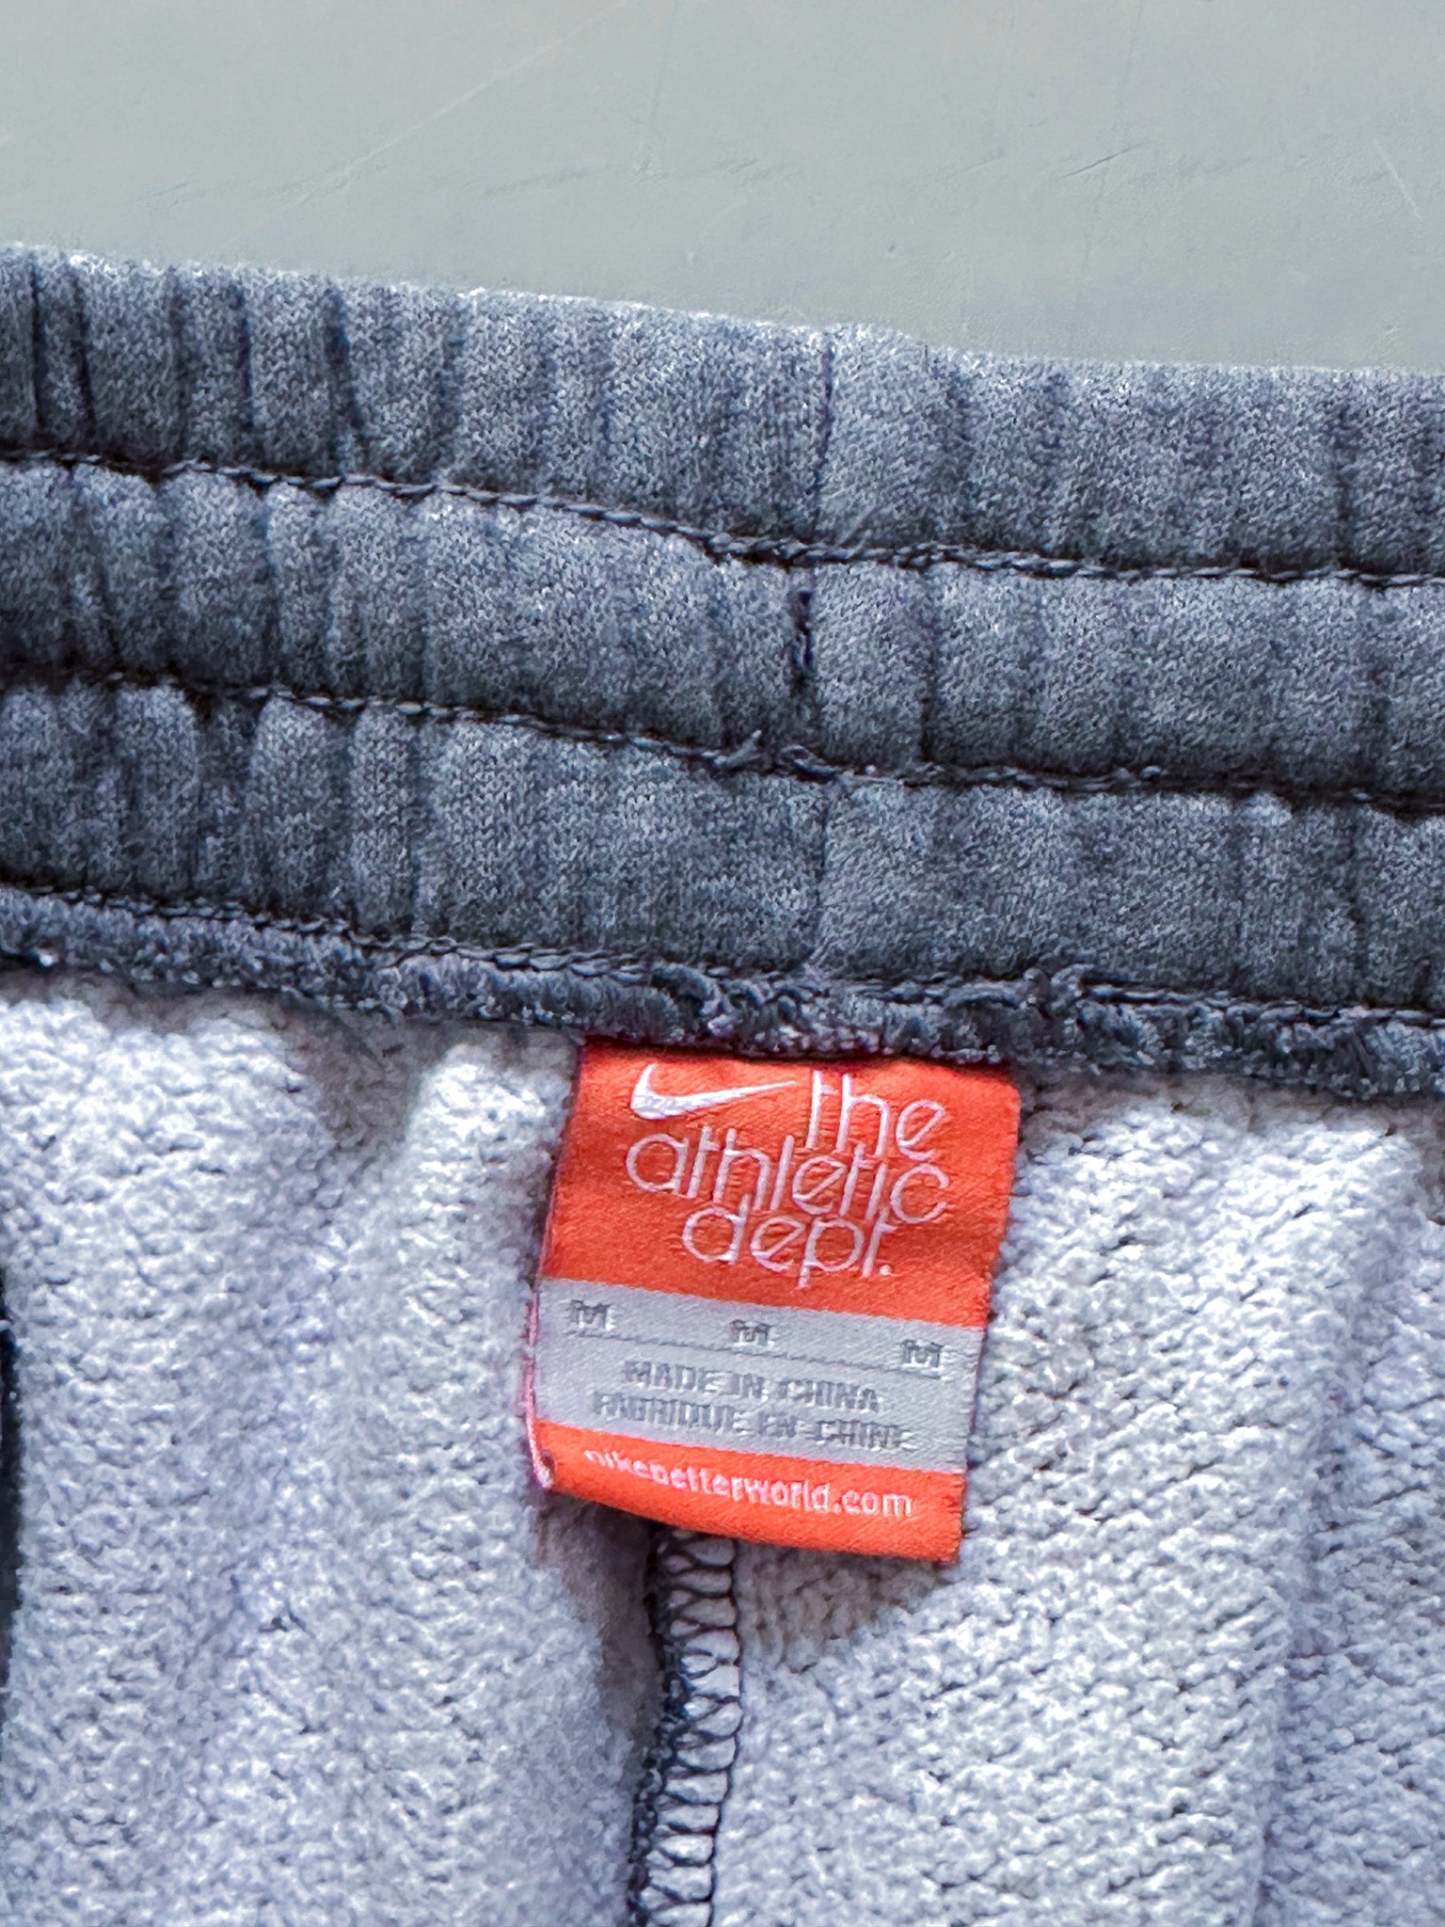 the
athletic
dept.
M M M
MADE IN CHINA
FABRIQUE EN CHINE
nikebetterworld.com